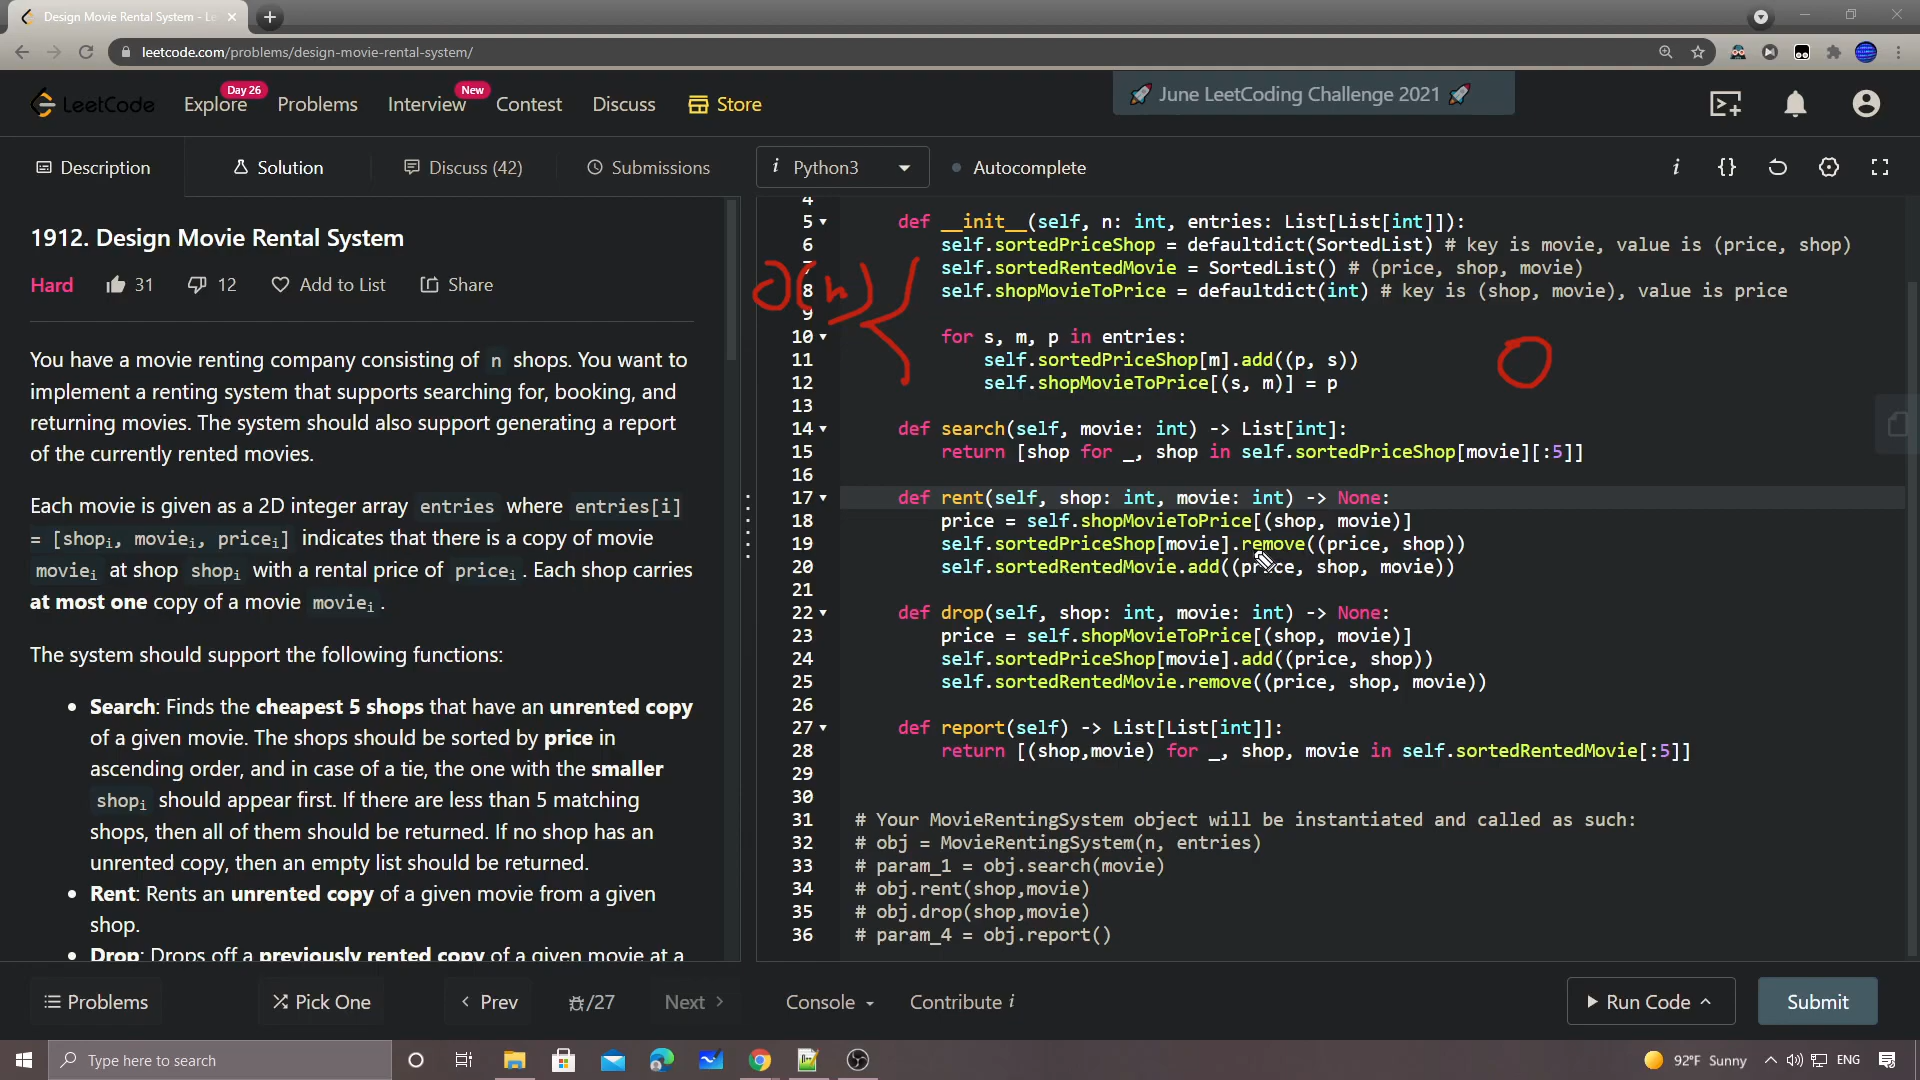 Design Movie Rental System - Le
leetcode.com/problems/design-movie-rental-system/
LeetCode
Explore
Day 26
Problems
Interview
New
Contest
Discuss
Store
🚀 June LeetCoding Challenge 2021 🚀
Description
Solution
Discuss (42)
Submissions
i Python3
Autocomplete
1912. Design Movie Rental System
Hard
31
12
Add to List
Share
You have a movie renting company consisting of n shops. You want to
implement a renting system that supports searching for, booking, and
returning movies. The system should also support generating a report
of the currently rented movies.
Each movie is given as a 2D integer array entries where entries[i]
= [shopi, moviei, pricei] indicates that there is a copy of movie
moviei at shop shopi with a rental price of pricei. Each shop carries
at most one copy of a movie moviei.
The system should support the following functions:
• Search: Finds the cheapest 5 shops that have an unrented copy
of a given movie. The shops should be sorted by price in
ascending order, and in case of a tie, the one with the smaller
shopi should appear first. If there are less than 5 matching
shops, then all of them should be returned. If no shop has an
unrented copy, then an empty list should be returned.
• Rent: Rents an unrented copy of a given movie from a given
shop.
• Drop: Drops off a previously rented copy of a given movie at a
4
5 def __init__(self, n: int, entries: List[List[int]]):
6 self.sortedPriceShop = defaultdict(SortedList) # key is movie, value is (price, shop)
7 self.sortedRentedMovie = SortedList() # (price, shop, movie)
8 self.shopMovieToPrice = defaultdict(int) # key is (shop, movie), value is price
9
10 for s, m, p in entries:
11 self.sortedPriceShop[m].add((p, s))
12 self.shopMovieToPrice[(s, m)] = p
13
14 def search(self, movie: int) -> List[int]:
15 return [shop for _, shop in self.sortedPriceShop[movie][:5]]
16
17 def rent(self, shop: int, movie: int) -> None:
18 price = self.shopMovieToPrice[(shop, movie)]
19 self.sortedPriceShop[movie].remove((price, shop))
20 self.sortedRentedMovie.add((price, shop, movie))
21
22 def drop(self, shop: int, movie: int) -> None:
23 price = self.shopMovieToPrice[(shop, movie)]
24 self.sortedPriceShop[movie].add((price, shop))
25 self.sortedRentedMovie.remove((price, shop, movie))
26
27 def report(self) -> List[List[int]]:
28 return [(shop,movie) for _, shop, movie in self.sortedRentedMovie[:5]]
29
30
31 # Your MovieRentingSystem object will be instantiated and called as such:
32 # obj = MovieRentingSystem(n, entries)
33 # param_1 = obj.search(movie)
34 # obj.rent(shop,movie)
35 # obj.drop(shop,movie)
36 # param_4 = obj.report()
O(n)
O
Problems
Pick One
Prev
/27
Next
Console
Contribute i
Run Code
Submit
Type here to search
92°F Sunny
ENG